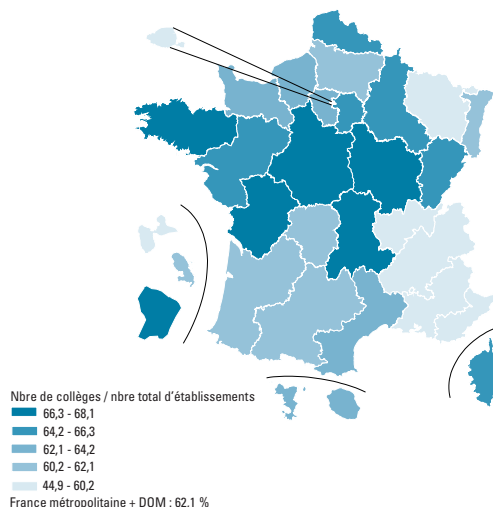 Nbre de collèges / nbre total d'établissements
66,3 - 68,1
64,2 - 66,3
62,1 - 64,2
60,2 - 62,1
44,9 - 60,2
France métropolitaine + DOM : 62,1 %